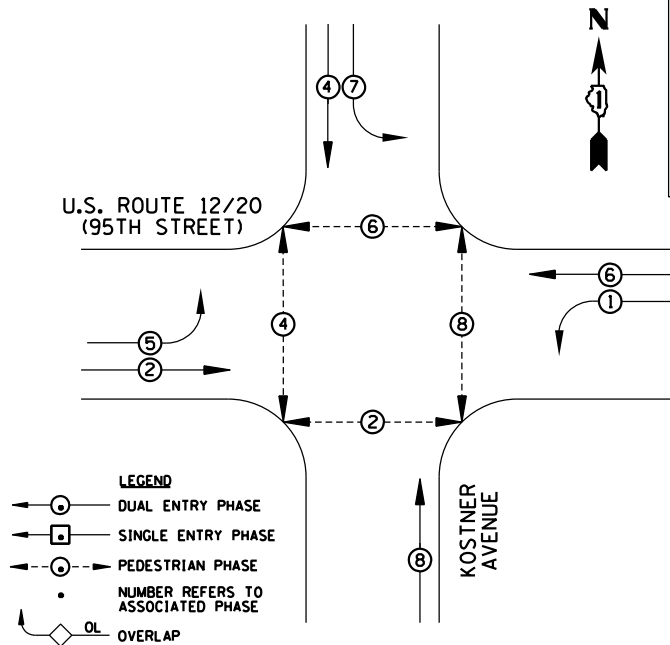 N
1
4
7
U.S. ROUTE 12/20
(95TH STREET)
6
6
1
4
8
5
2
2
8
KOSTNER
AVENUE
LEGEND
DUAL ENTRY PHASE
SINGLE ENTRY PHASE
PEDESTRIAN PHASE
NUMBER REFERS TO
ASSOCIATED PHASE
OL
OVERLAP